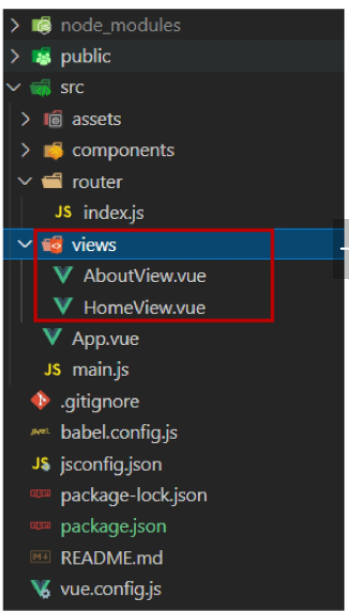 node_modules
public
src
assets
components
router
JS index.js
views
AboutView.vue
HomeView.vue
App.vue
JS main.js
.gitignore
babel.config.js
JS jsconfig.json
package-lock.json
package.json
README.md
vue.config.js